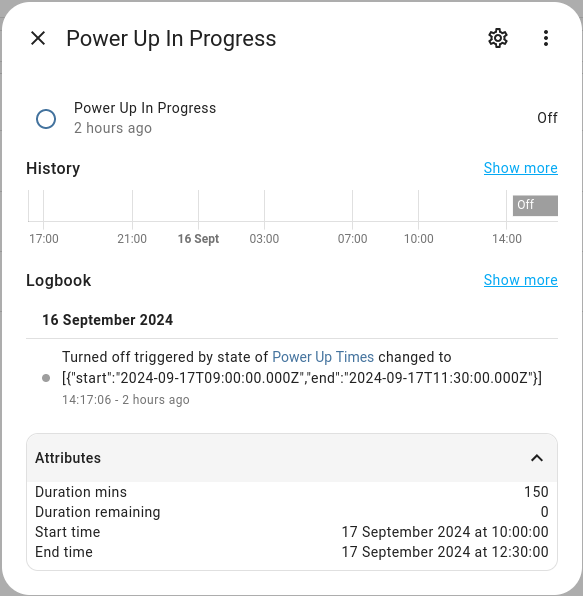 Power Up In Progress
Power Up In Progress
2 hours ago
Off
History
Show more
Off
17:00 21:00 16 Sept 03:00 07:00 10:00 14:00
Logbook
Show more
16 September 2024
Turned off triggered by state of Power Up Times changed to
[{"start":"2024-09-17T09:00:00.000Z","end":"2024-09-17T11:30:00.000Z"}]
14:17:06 - 2 hours ago
Attributes
Duration mins 150
Duration remaining 0
Start time 17 September 2024 at 10:00:00
End time 17 September 2024 at 12:30:00